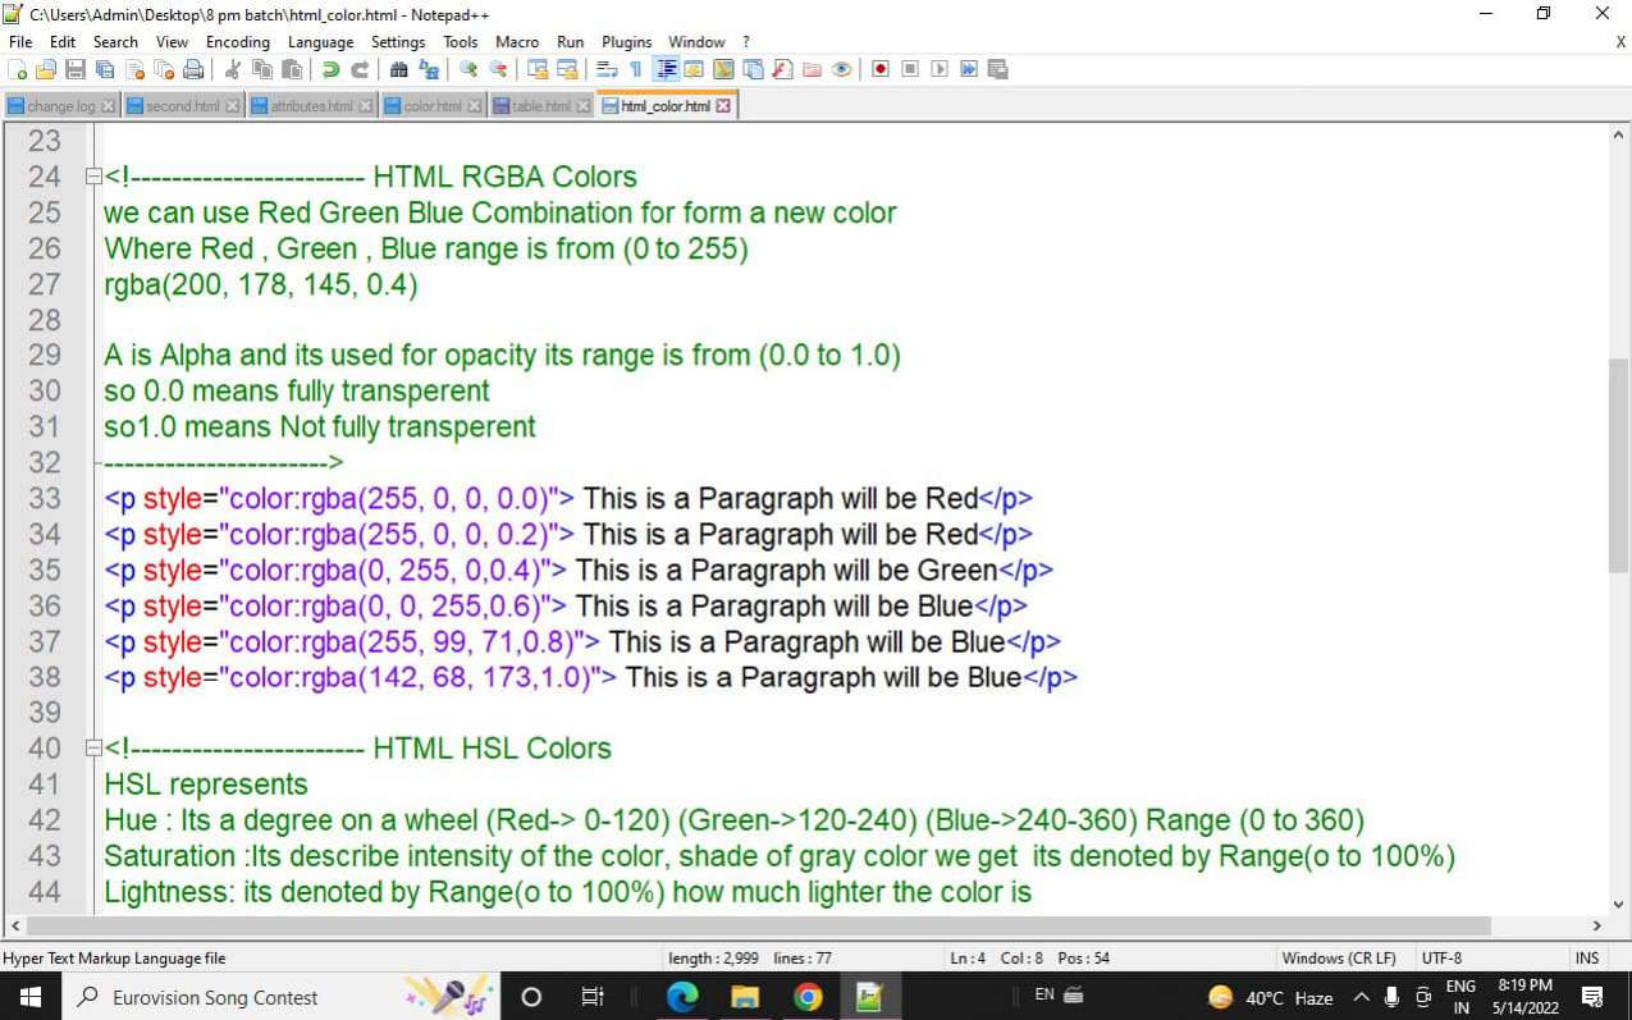 C:\Users\Admin\Desktop\8 pm batch\html_color.html - Notepad++
File Edit Search View Encoding Language Settings Tools Macro Run Plugins Window ? X
change.log second.html attributes.html color.html table.html html_color.html
23
24 <!----------------------- HTML RGBA Colors
25 we can use Red Green Blue Combination for form a new color
26 Where Red , Green , Blue range is from (0 to 255)
27 rgba(200, 178, 145, 0.4)
28
29 A is Alpha and its used for opacity its range is from (0.0 to 1.0)
30 so 0.0 means fully transperent
31 so1.0 means Not fully transperent
32 ---------------------->
33 <p style="color:rgba(255, 0, 0, 0.0)"> This is a Paragraph will be Red</p>
34 <p style="color:rgba(255, 0, 0, 0.2)"> This is a Paragraph will be Red</p>
35 <p style="color:rgba(0, 255, 0,0.4)"> This is a Paragraph will be Green</p>
36 <p style="color:rgba(0, 0, 255,0.6)"> This is a Paragraph will be Blue</p>
37 <p style="color:rgba(255, 99, 71,0.8)"> This is a Paragraph will be Blue</p>
38 <p style="color:rgba(142, 68, 173,1.0)"> This is a Paragraph will be Blue</p>
39
40 <!----------------------- HTML HSL Colors
41 HSL represents
42 Hue : Its a degree on a wheel (Red-> 0-120) (Green->120-240) (Blue->240-360) Range (0 to 360)
43 Saturation :Its describe intensity of the color, shade of gray color we get  its denoted by Range(o to 100%)
44 Lightness: its denoted by Range(o to 100%) how much lighter the color is
Hyper Text Markup Language file length : 2,999 lines : 77 Ln : 4 Col : 8 Pos : 54 Windows (CR LF) UTF-8 INS
Eurovision Song Contest EN 40°C Haze ENG 8:19 PM
IN 5/14/2022